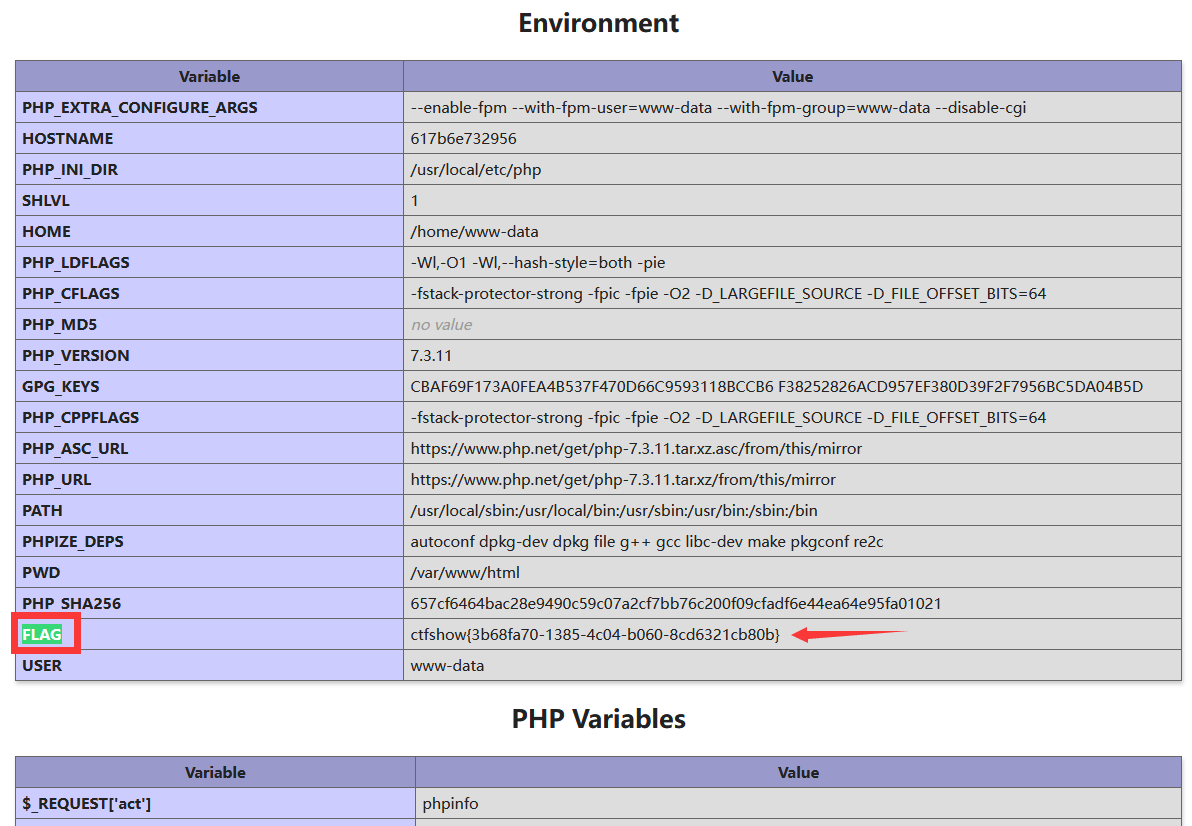 Environment
Variable Value
PHP_EXTRA_CONFIGURE_ARGS --enable-fpm --with-fpm-user=www-data --with-fpm-group=www-data --disable-cgi
HOSTNAME 617b6e732956
PHP_INI_DIR /usr/local/etc/php
SHLVL 1
HOME /home/www-data
PHP_LDFLAGS -Wl,-O1 -Wl,--hash-style=both -pie
PHP_CFLAGS -fstack-protector-strong -fpic -fpie -O2 -D_LARGEFILE_SOURCE -D_FILE_OFFSET_BITS=64
PHP_MD5 no value
PHP_VERSION 7.3.11
GPG_KEYS CBAF69F173A0FEA4B537F470D66C9593118BCCB6 F38252826ACD957EF380D39F2F7956BC5DA04B5D
PHP_CPPFLAGS -fstack-protector-strong -fpic -fpie -O2 -D_LARGEFILE_SOURCE -D_FILE_OFFSET_BITS=64
PHP_ASC_URL https://www.php.net/get/php-7.3.11.tar.xz.asc/from/this/mirror
PHP_URL https://www.php.net/get/php-7.3.11.tar.xz/from/this/mirror
PATH /usr/local/sbin:/usr/local/bin:/usr/sbin:/usr/bin:/sbin:/bin
PHPIZE_DEPS autoconf dpkg-dev dpkg file g++ gcc libc-dev make pkgconf re2c
PWD /var/www/html
PHP_SHA256 657cf6464bac28e9490c59c07a2cf7bb76c200f09cfadf6e44ea64e95fa01021
FLAG ctfshow{3b68fa70-1385-4c04-b060-8cd6321cb80b}
USER www-data
PHP Variables
Variable Value
$_REQUEST['act'] phpinfo